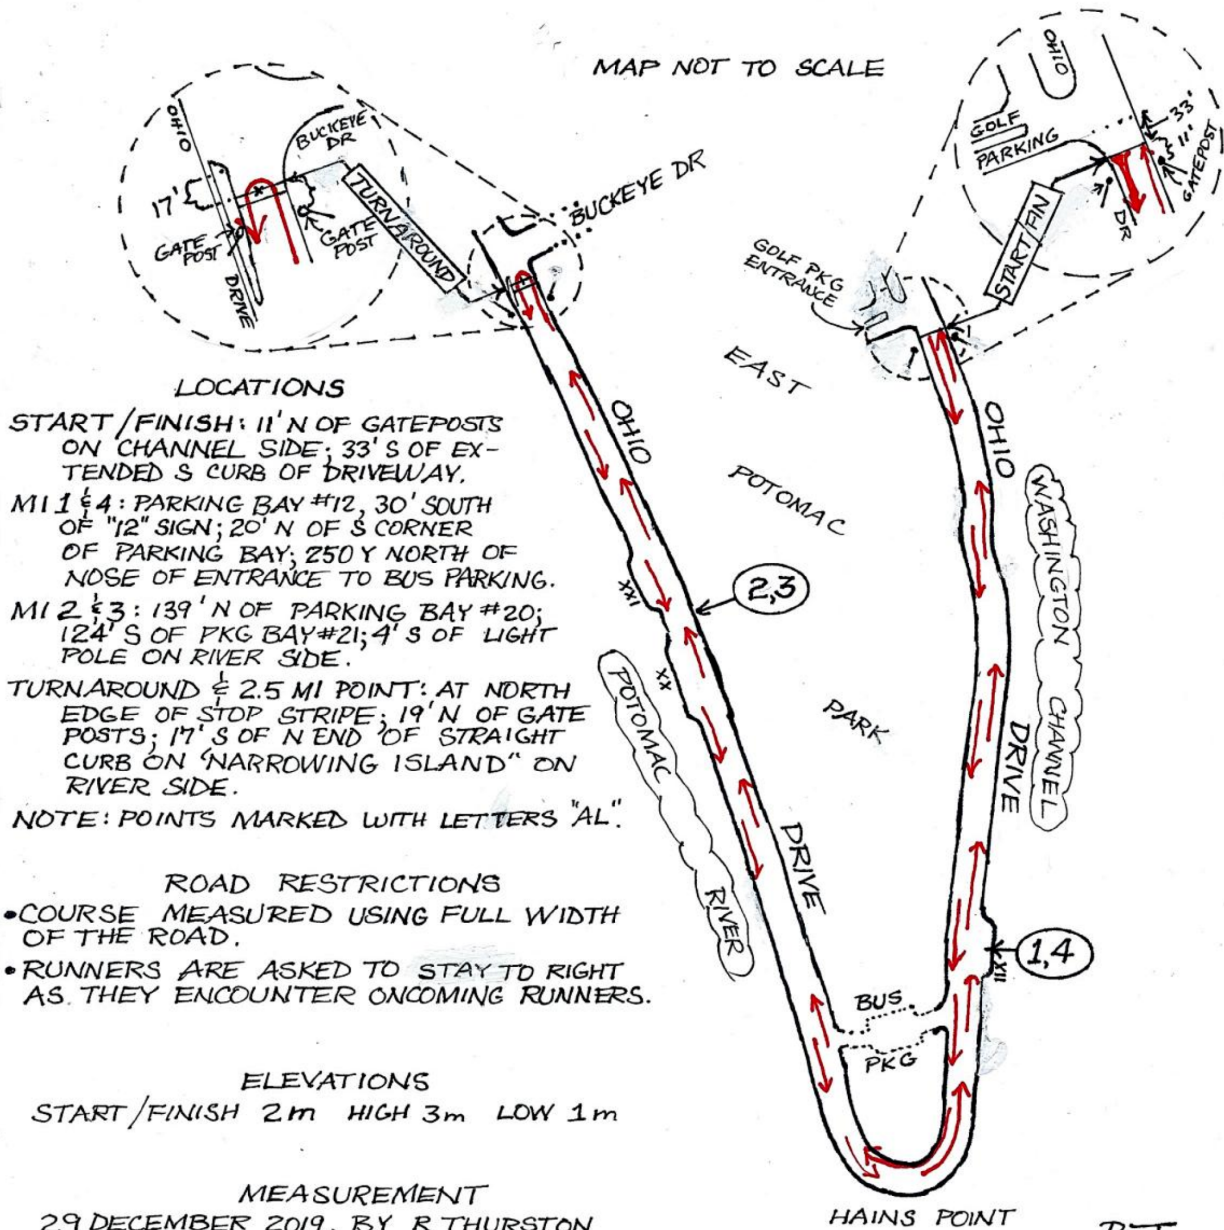 MAP NOT TO SCALE
OHIO
BUCKEYE
DR
17'
GATE
POST
GATE
POST
DRIVE
TURNAROUND
BUCKEYE DR
OHIO
GOLF
PARKING
33'
11'
GATEPOST
DR
START/FIN
GOLF PKG
ENTRANCE
LOCATIONS
START/FINISH: 11' N OF GATEPOSTS
ON CHANNEL SIDE; 33' S OF EX-
TENDED S CURB OF DRIVEWAY.
MI 1 & 4: PARKING BAY #12, 30' SOUTH
OF "12" SIGN; 20' N OF S CORNER
OF PARKING BAY; 250 Y NORTH OF
NOSE OF ENTRANCE TO BUS PARKING.
MI 2 & 3: 139' N OF PARKING BAY #20;
124' S OF PKG BAY #21; 4' S OF LIGHT
POLE ON RIVER SIDE.
TURNAROUND & 2.5 MI POINT: AT NORTH
EDGE OF STOP STRIPE; 19' N OF GATE
POSTS; 17' S OF N END OF STRAIGHT
CURB ON "NARROWING ISLAND" ON
RIVER SIDE.
NOTE: POINTS MARKED WITH LETTERS "AL".
ROAD RESTRICTIONS
• COURSE MEASURED USING FULL WIDTH
OF THE ROAD.
• RUNNERS ARE ASKED TO STAY TO RIGHT
AS THEY ENCOUNTER ONCOMING RUNNERS.
ELEVATIONS
START/FINISH 2m HIGH 3m LOW 1m
MEASUREMENT
29 DECEMBER 2019, BY R THURSTON
EAST
POTOMAC
PARK
OHIO
DRIVE
OHIO
DRIVE
WASHINGTON CHANNEL
POTOMAC RIVER
XXI
XX
2,3
1,4
XII
BUS
PKG
HAINS POINT